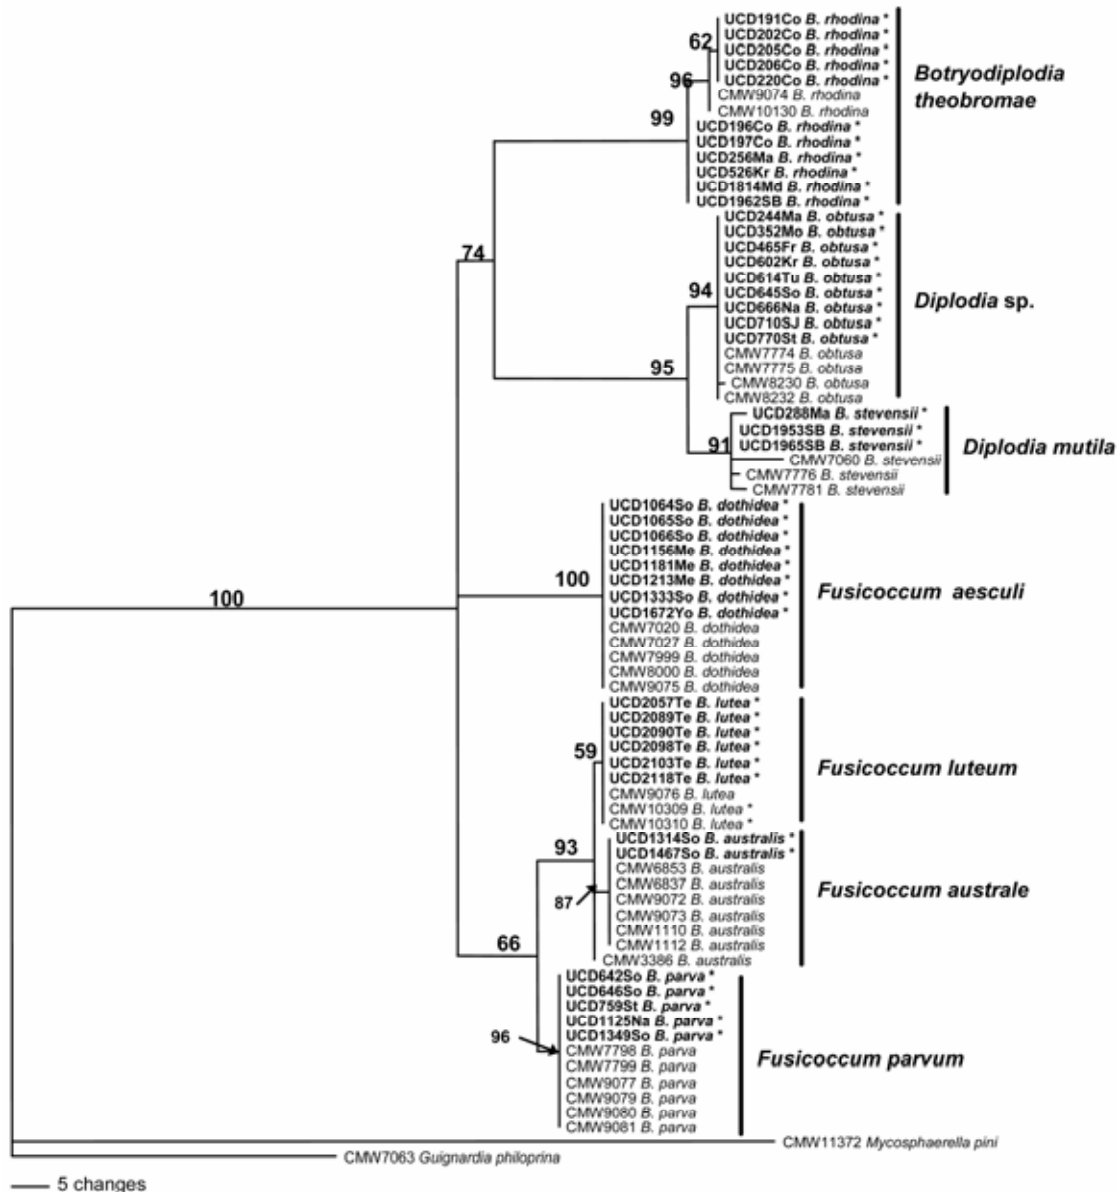 UCD191Co B. rhodina *
62
UCD202Co B. rhodina *
UCD205Co B. rhodina *
UCD206Co B. rhodina *
96
UCD220Co B. rhodina *
CMW9074 B. rhodina
CMW10130 B. rhodina
99
UCD196Co B. rhodina *
UCD197Co B. rhodina *
UCD256Ma B. rhodina *
UCD526Kr B. rhodina *
UCD1814Md B. rhodina *
UCD1962SB B. rhodina *
Botryodiplodia
theobromae
74
UCD244Ma B. obtusa *
UCD352Mo B. obtusa *
UCD465Fr B. obtusa *
UCD602Kr B. obtusa *
UCD614Tu B. obtusa *
94
UCD645So B. obtusa *
UCD666Na B. obtusa *
UCD710SJ B. obtusa *
UCD770St B. obtusa *
CMW7774 B. obtusa
CMW7775 B. obtusa
CMW8230 B. obtusa
CMW8232 B. obtusa
Diplodia sp.
95
UCD288Ma B. stevensii *
UCD1953SB B. stevensii *
91
UCD1965SB B. stevensii *
CMW7060 B. stevensii
CMW7776 B. stevensii
CMW7781 B. stevensii
Diplodia mutila
100
UCD1064So B. dothidea *
UCD1065So B. dothidea *
UCD1066So B. dothidea *
UCD1156Me B. dothidea *
UCD1181Me B. dothidea *
100
UCD1213Me B. dothidea *
UCD1333So B. dothidea *
UCD1672Yo B. dothidea *
CMW7020 B. dothidea
CMW7027 B. dothidea
CMW7999 B. dothidea
CMW8000 B. dothidea
CMW9075 B. dothidea
Fusicoccum aesculi
UCD2057Te B. lutea *
UCD2089Te B. lutea *
UCD2090Te B. lutea *
59
UCD2098Te B. lutea *
UCD2103Te B. lutea *
UCD2118Te B. lutea *
CMW9076 B. lutea
CMW10309 B. lutea *
CMW10310 B. lutea *
Fusicoccum luteum
93
UCD1314So B. australis *
UCD1467So B. australis *
CMW6853 B. australis
CMW6837 B. australis
87
CMW9072 B. australis
CMW9073 B. australis
CMW1110 B. australis
CMW1112 B. australis
CMW3386 B. australis
Fusicoccum australe
66
UCD642So B. parva *
UCD646So B. parva *
UCD759St B. parva *
UCD1125Na B. parva *
96
UCD1349So B. parva *
CMW7798 B. parva
CMW7799 B. parva
CMW9077 B. parva
CMW9079 B. parva
CMW9080 B. parva
CMW9081 B. parva
Fusicoccum parvum
CMW11372 Mycosphaerella pini
CMW7063 Guignardia philoprina
5 changes